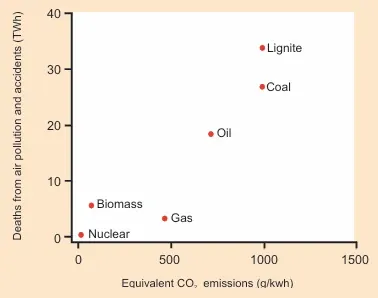 Deaths from air pollution and accidents (TWh)
40
30
20
10
0
Lignite
Coal
Oil
Biomass
Gas
Nuclear
0 500 1000 1500
Equivalent CO₂ emissions (g/kwh)